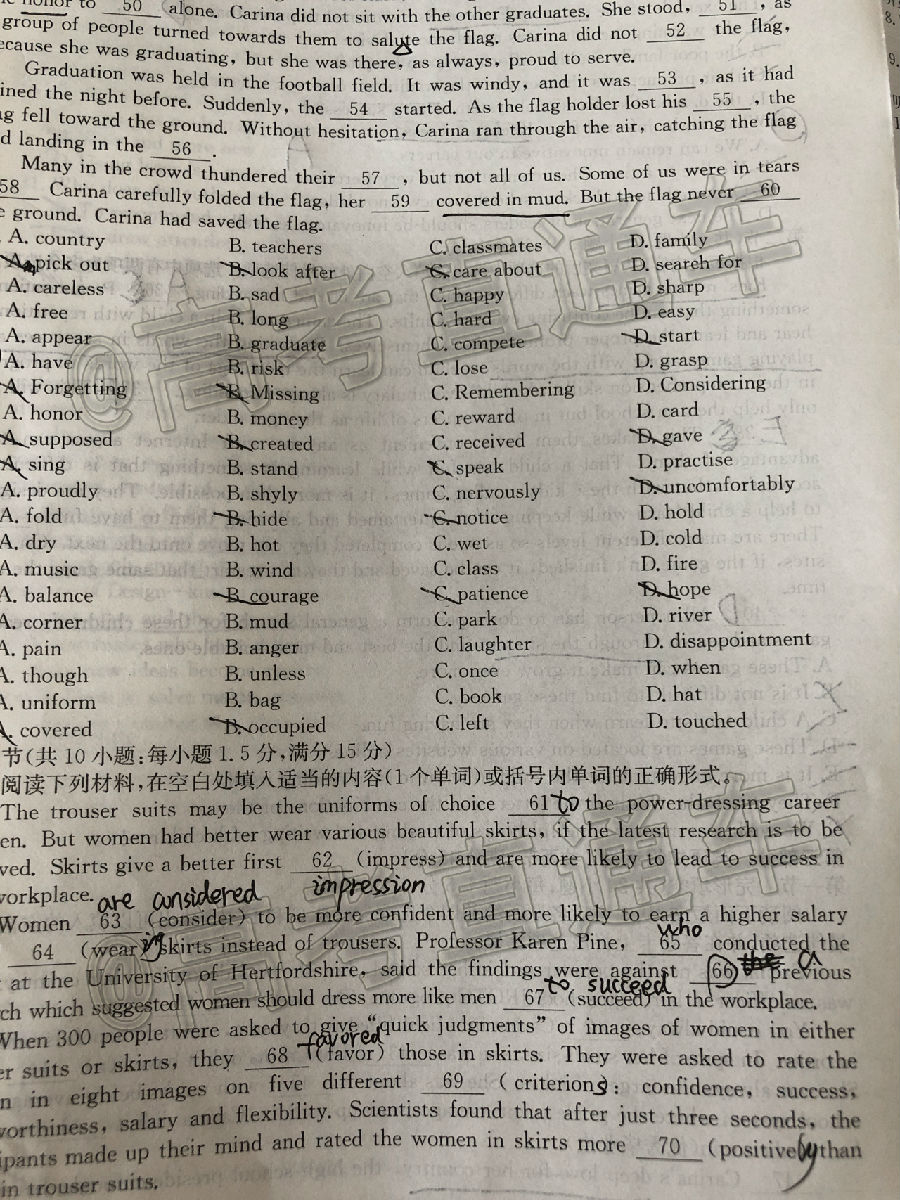 honor to 50 alone. Carina did not sit with the other graduates. She stood, 51, as
group of people turned towards them to salute the flag. Carina did not 52 the flag,
ecause she was graduating, but she was there, as always, proud to serve.
Graduation was held in the football field. It was windy, and it was 53, as it had
ined the night before. Suddenly, the 54 started. As the flag holder lost his 55, the
g fell toward the ground. Without hesitation, Carina ran through the air, catching the flag
d landing in the 56.
Many in the crowd thundered their 57, but not all of us. Some of us were in tears
58 Carina carefully folded the flag, her 59 covered in mud. But the flag never 60
e ground. Carina had saved the flag.
A. country B. teachers C. classmates D. family
A. pick out B. look after C. care about D. search for
A. careless B. sad C. happy D. sharp
A. free B. long C. hard D. easy
A. appear B. graduate C. compete D. start
A. have B. risk C. lose D. grasp
A. Forgetting B. Missing C. Remembering D. Considering
A. honor B. money C. reward D. card
A. supposed B. created C. received D. gave
A. sing B. stand C. speak D. practise
A. proudly B. shyly C. nervously D. uncomfortably
A. fold B. hide C. notice D. hold
A. dry B. hot C. wet D. cold
A. music B. wind C. class D. fire
A. balance B. courage C. patience D. hope
A. corner B. mud C. park D. river
A. pain B. anger C. laughter D. disappointment
A. though B. unless C. once D. when
A. uniform B. bag C. book D. hat
A. covered B. occupied C. left D. touched
节(共10小题;每小题1.5分,满分15分)
阅读下列材料,在空白处填入适当的内容(1个单词)或括号内单词的正确形式。
The trouser suits may be the uniforms of choice 61 to the power-dressing career
en. But women had better wear various beautiful skirts, if the latest research is to be
ved. Skirts give a better first 62 (impress) and are more likely to lead to success in
workplace. are considered impression
Women 63 (consider) to be more confident and more likely to earn a higher salary
64 (wear) ing skirts instead of trousers. Professor Karen Pine, 65 who conducted the
at the University of Hertfordshire, said the findings were against 66 the a previous
ch which suggested women should dress more like men 67 to succeed (succeed) in the workplace.
When 300 people were asked to give "quick judgments" of images of women in either
er suits or skirts, they 68 favored (favor) those in skirts. They were asked to rate the
n in eight images on five different 69 (criterion)s: confidence, success,
worthiness, salary and flexibility. Scientists found that after just three seconds, the
ipants made up their mind and rated the women in skirts more 70 (positive)ly than
in trouser suits.
@高考直通车
@高考直通车